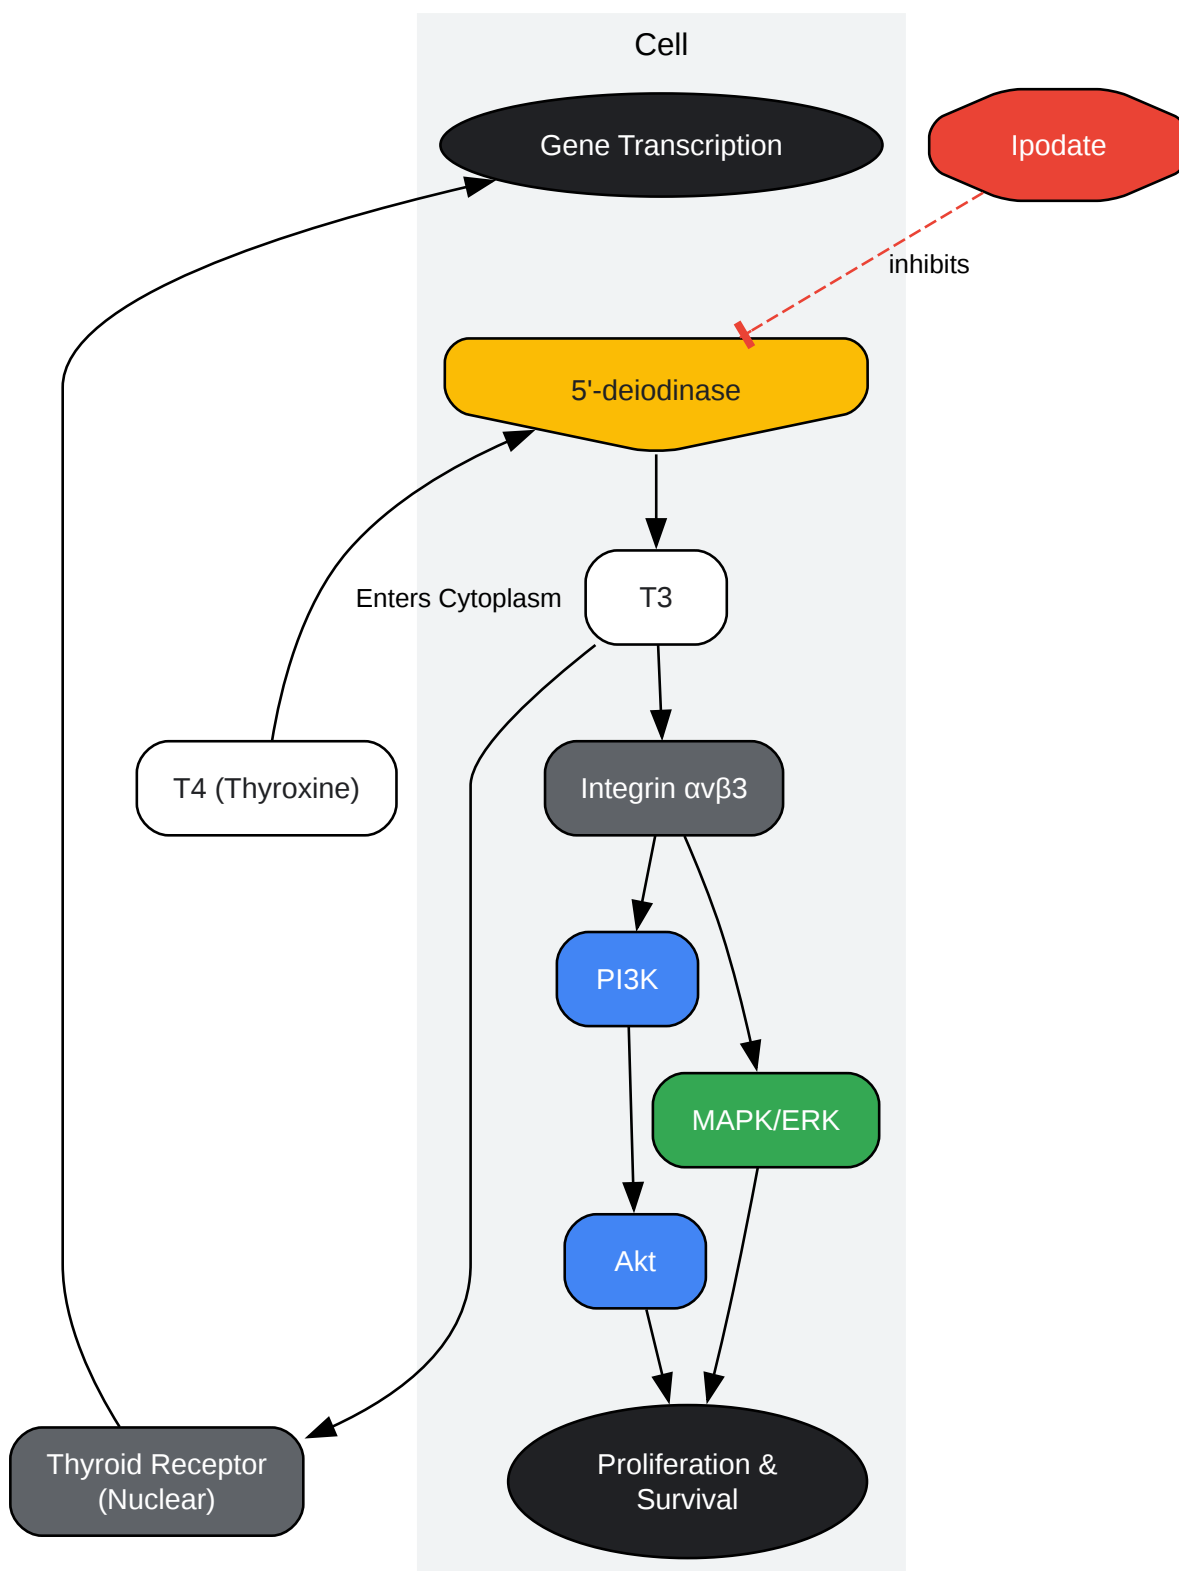 Cell
Gene Transcription
Ipodate
inhibits
5'-deiodinase
Enters Cytoplasm
T3
T4 (Thyroxine)
Integrin αvβ3
PI3K
MAPK/ERK
Akt
Thyroid Receptor
(Nuclear)
Proliferation &
Survival